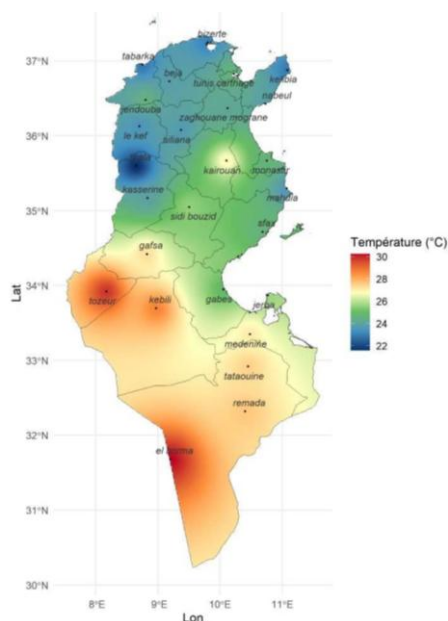 bizerte
37°N
tabarka
beja
tunis carthage
kelibia
nabeul
jendouba
zaghouane mograne
36°N
le kef
siliana
thala
kairouan
monastir
kasserine
mahdia
35°N
sidi bouzid
sfax
gafsa
Température (°C)
30
28
26
24
22
34°N
Lat
tozeur
kebili
gabes
jerba
33°N
medenine
tataouine
remada
32°N
el borma
31°N
30°N
8°E
9°E
10°E
11°E
Lon